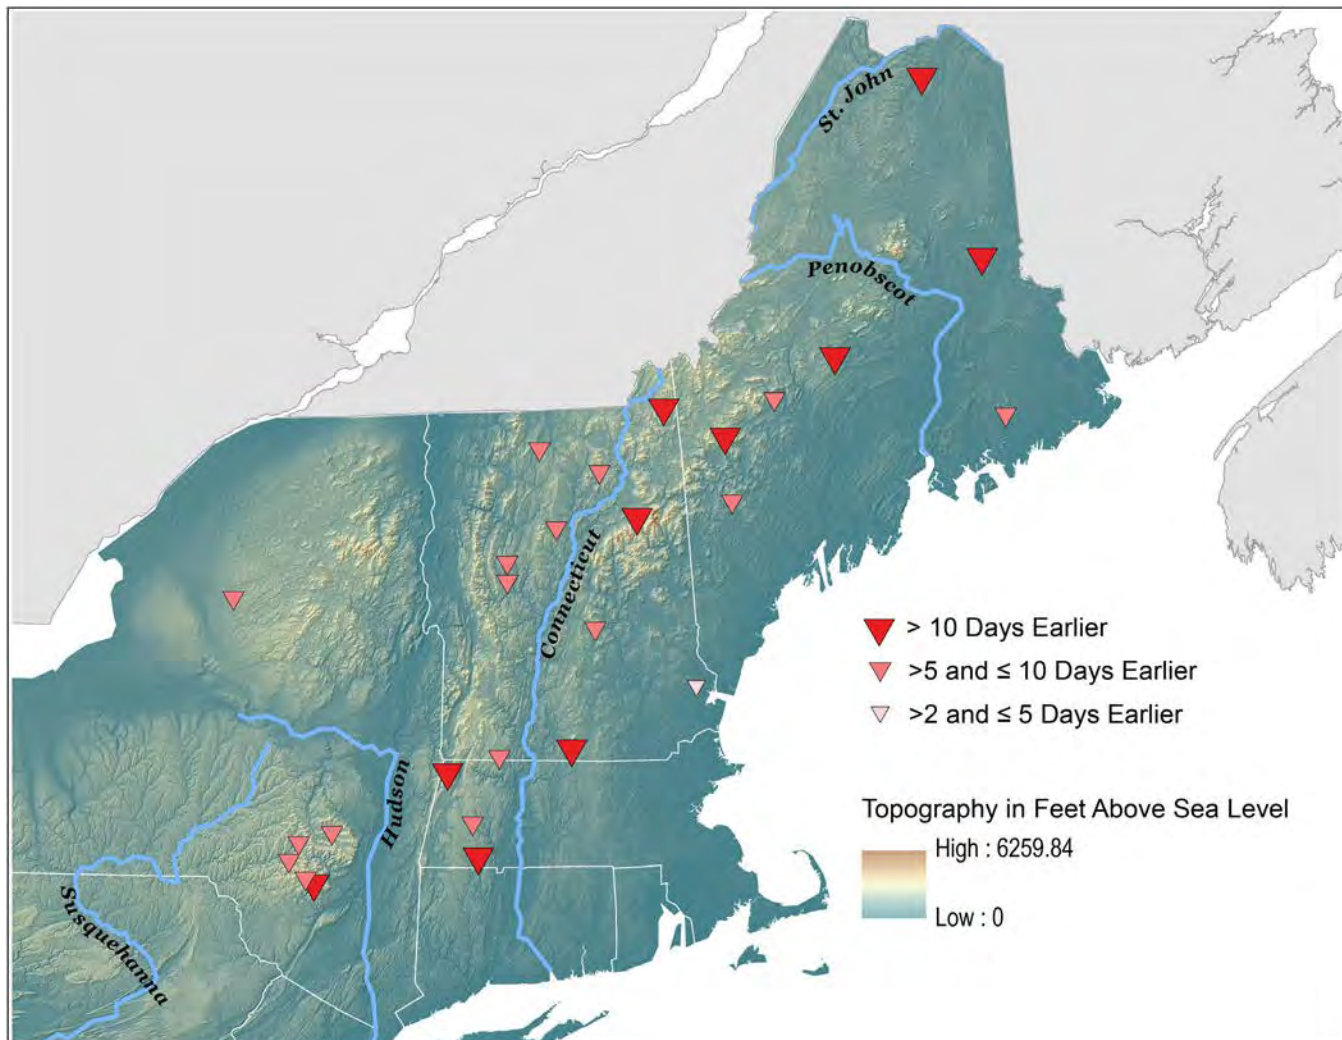 St. John
Penobscot
Connecticut
Hudson
Susquehanna
> 10 Days Earlier
>5 and ≤ 10 Days Earlier
>2 and ≤ 5 Days Earlier
Topography in Feet Above Sea Level
High : 6259.84
Low : 0